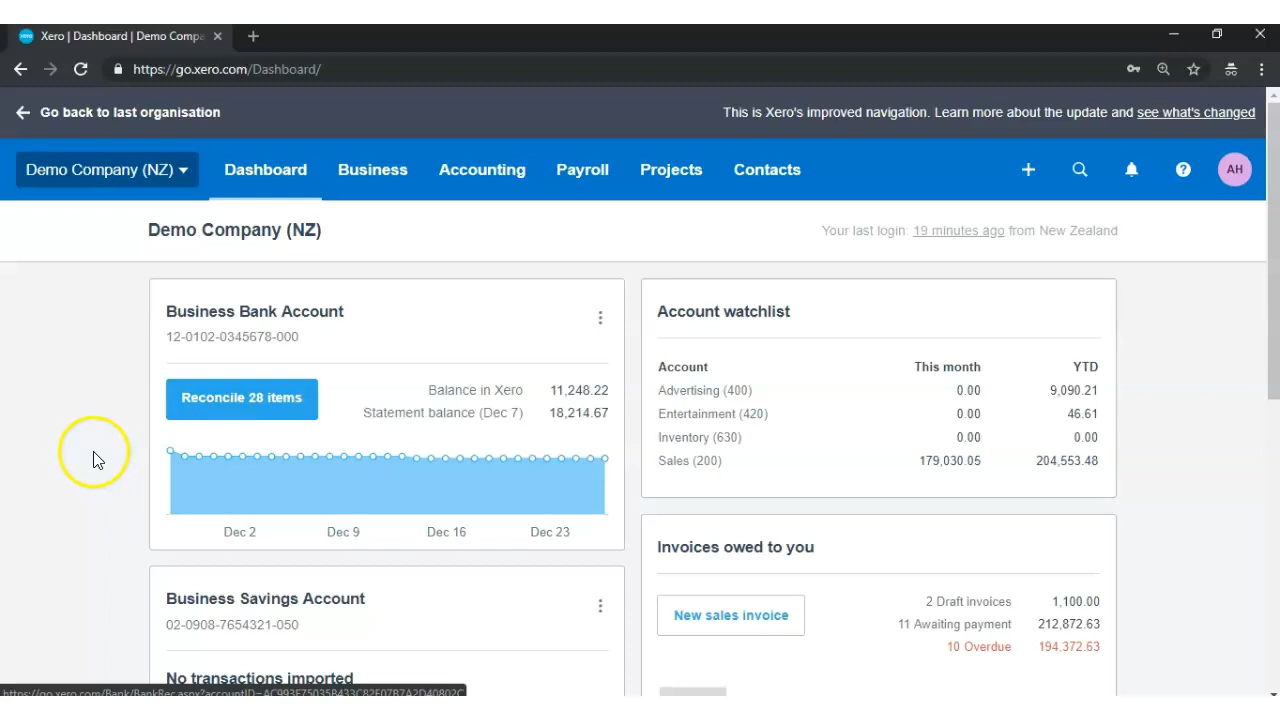 Xero | Dashboard | Demo Compa
https://go.xero.com/Dashboard/
Go back to last organisation
This is Xero's improved navigation. Learn more about the update and see what's changed
Demo Company (NZ) Dashboard Business Accounting Payroll Projects Contacts AH
Demo Company (NZ)
Your last login: 19 minutes ago from New Zealand
Business Bank Account
12-0102-0345678-000
Reconcile 28 items
Balance in Xero 11,248.22
Statement balance (Dec 7) 18,214.67
Dec 2 Dec 9 Dec 16 Dec 23
Business Savings Account
02-0908-7654321-050
No transactions imported
Account watchlist
Account This month YTD
Advertising (400) 0.00 9,090.21
Entertainment (420) 0.00 46.61
Inventory (630) 0.00 0.00
Sales (200) 179,030.05 204,553.48
Invoices owed to you
New sales invoice
2 Draft invoices 1,100.00
11 Awaiting payment 212,872.63
10 Overdue 194,372.63